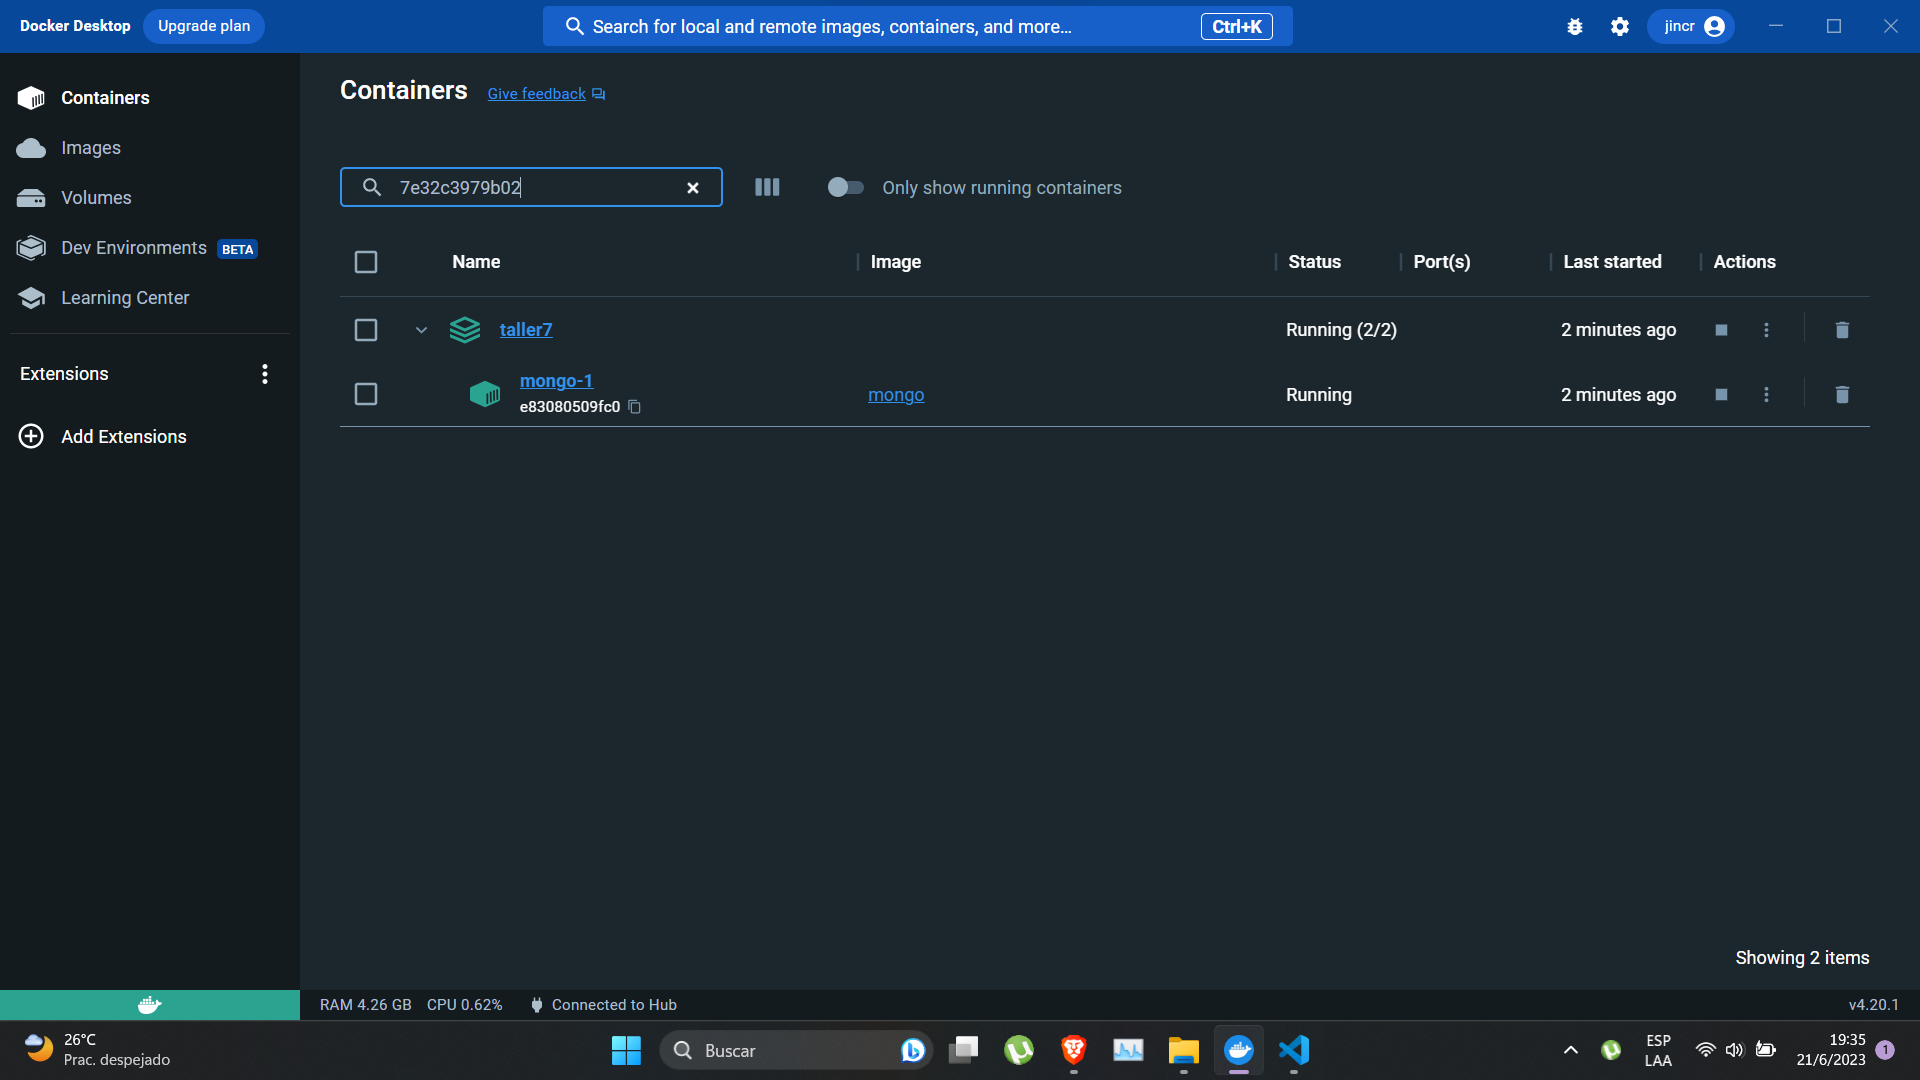 Docker Desktop Upgrade plan Search for local and remote images, containers, and more... Ctrl+K jincr
Containers
Images
Volumes
Dev Environments BETA
Learning Center
Extensions
Add Extensions
Containers Give feedback
7e32c3979b02 Only show running containers
Name Image Status Port(s) Last started Actions
taller7 Running (2/2) 2 minutes ago
mongo-1 mongo Running 2 minutes ago
e83080509fc0
Showing 2 items
RAM 4.26 GB CPU 0.62% Connected to Hub v4.20.1
26°C
Prac. despejado
Buscar
ESP
LAA
19:35
21/6/2023
1